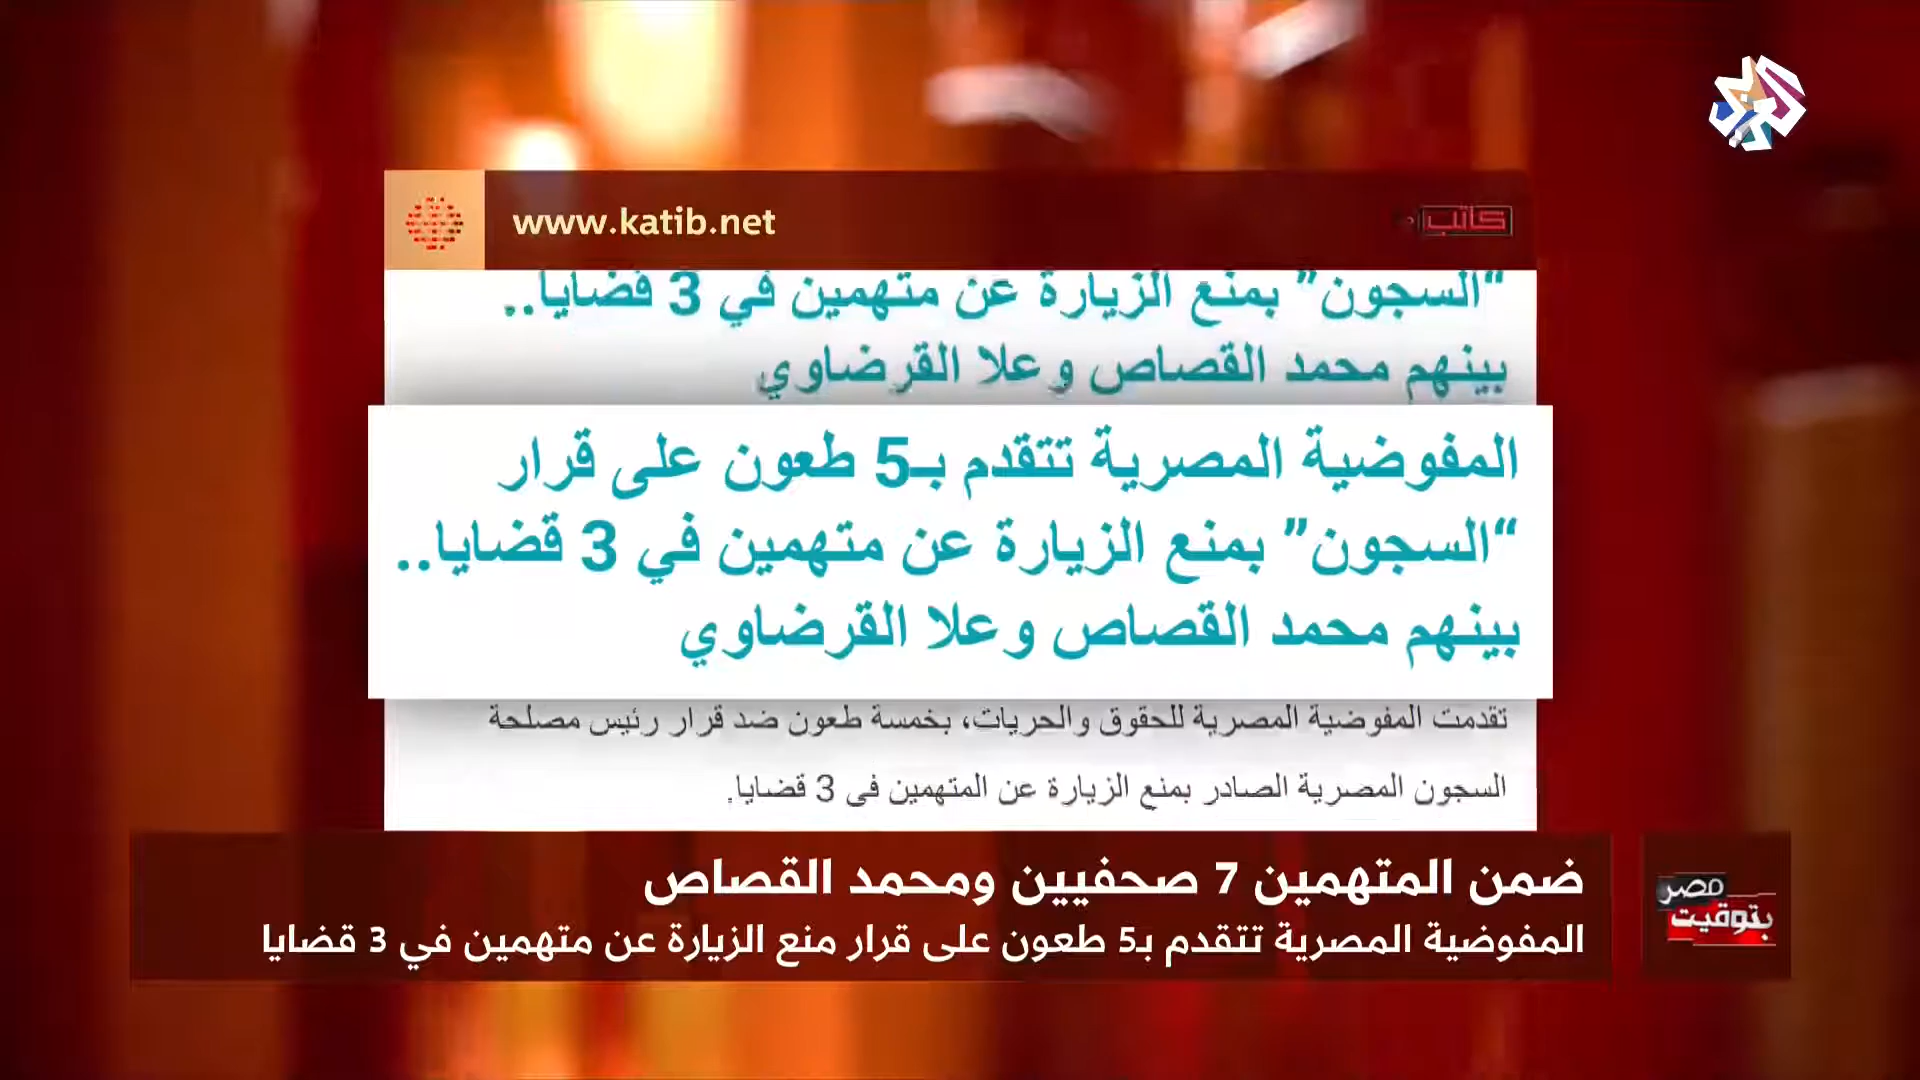 www.katib.net
كاتب
“السجون” بمنع الزيارة عن متهمين في 3 قضايا..
بينهم محمد القصاص وعلا القرضاوي
المفوضية المصرية تتقدم بـ5 طعون على قرار
“السجون” بمنع الزيارة عن متهمين في 3 قضايا..
بينهم محمد القصاص وعلا القرضاوي
تقدمت المفوضية المصرية للحقوق والحريات، بخمسة طعون ضد قرار رئيس مصلحة
السجون المصرية الصادر بمنع الزيارة عن المتهمين فى 3 قضايا.
ضمن المتهمين 7 صحفيين ومحمد القصاص
المفوضية المصرية تتقدم بـ5 طعون على قرار منع الزيارة عن متهمين في 3 قضايا
بتوقيت مصر